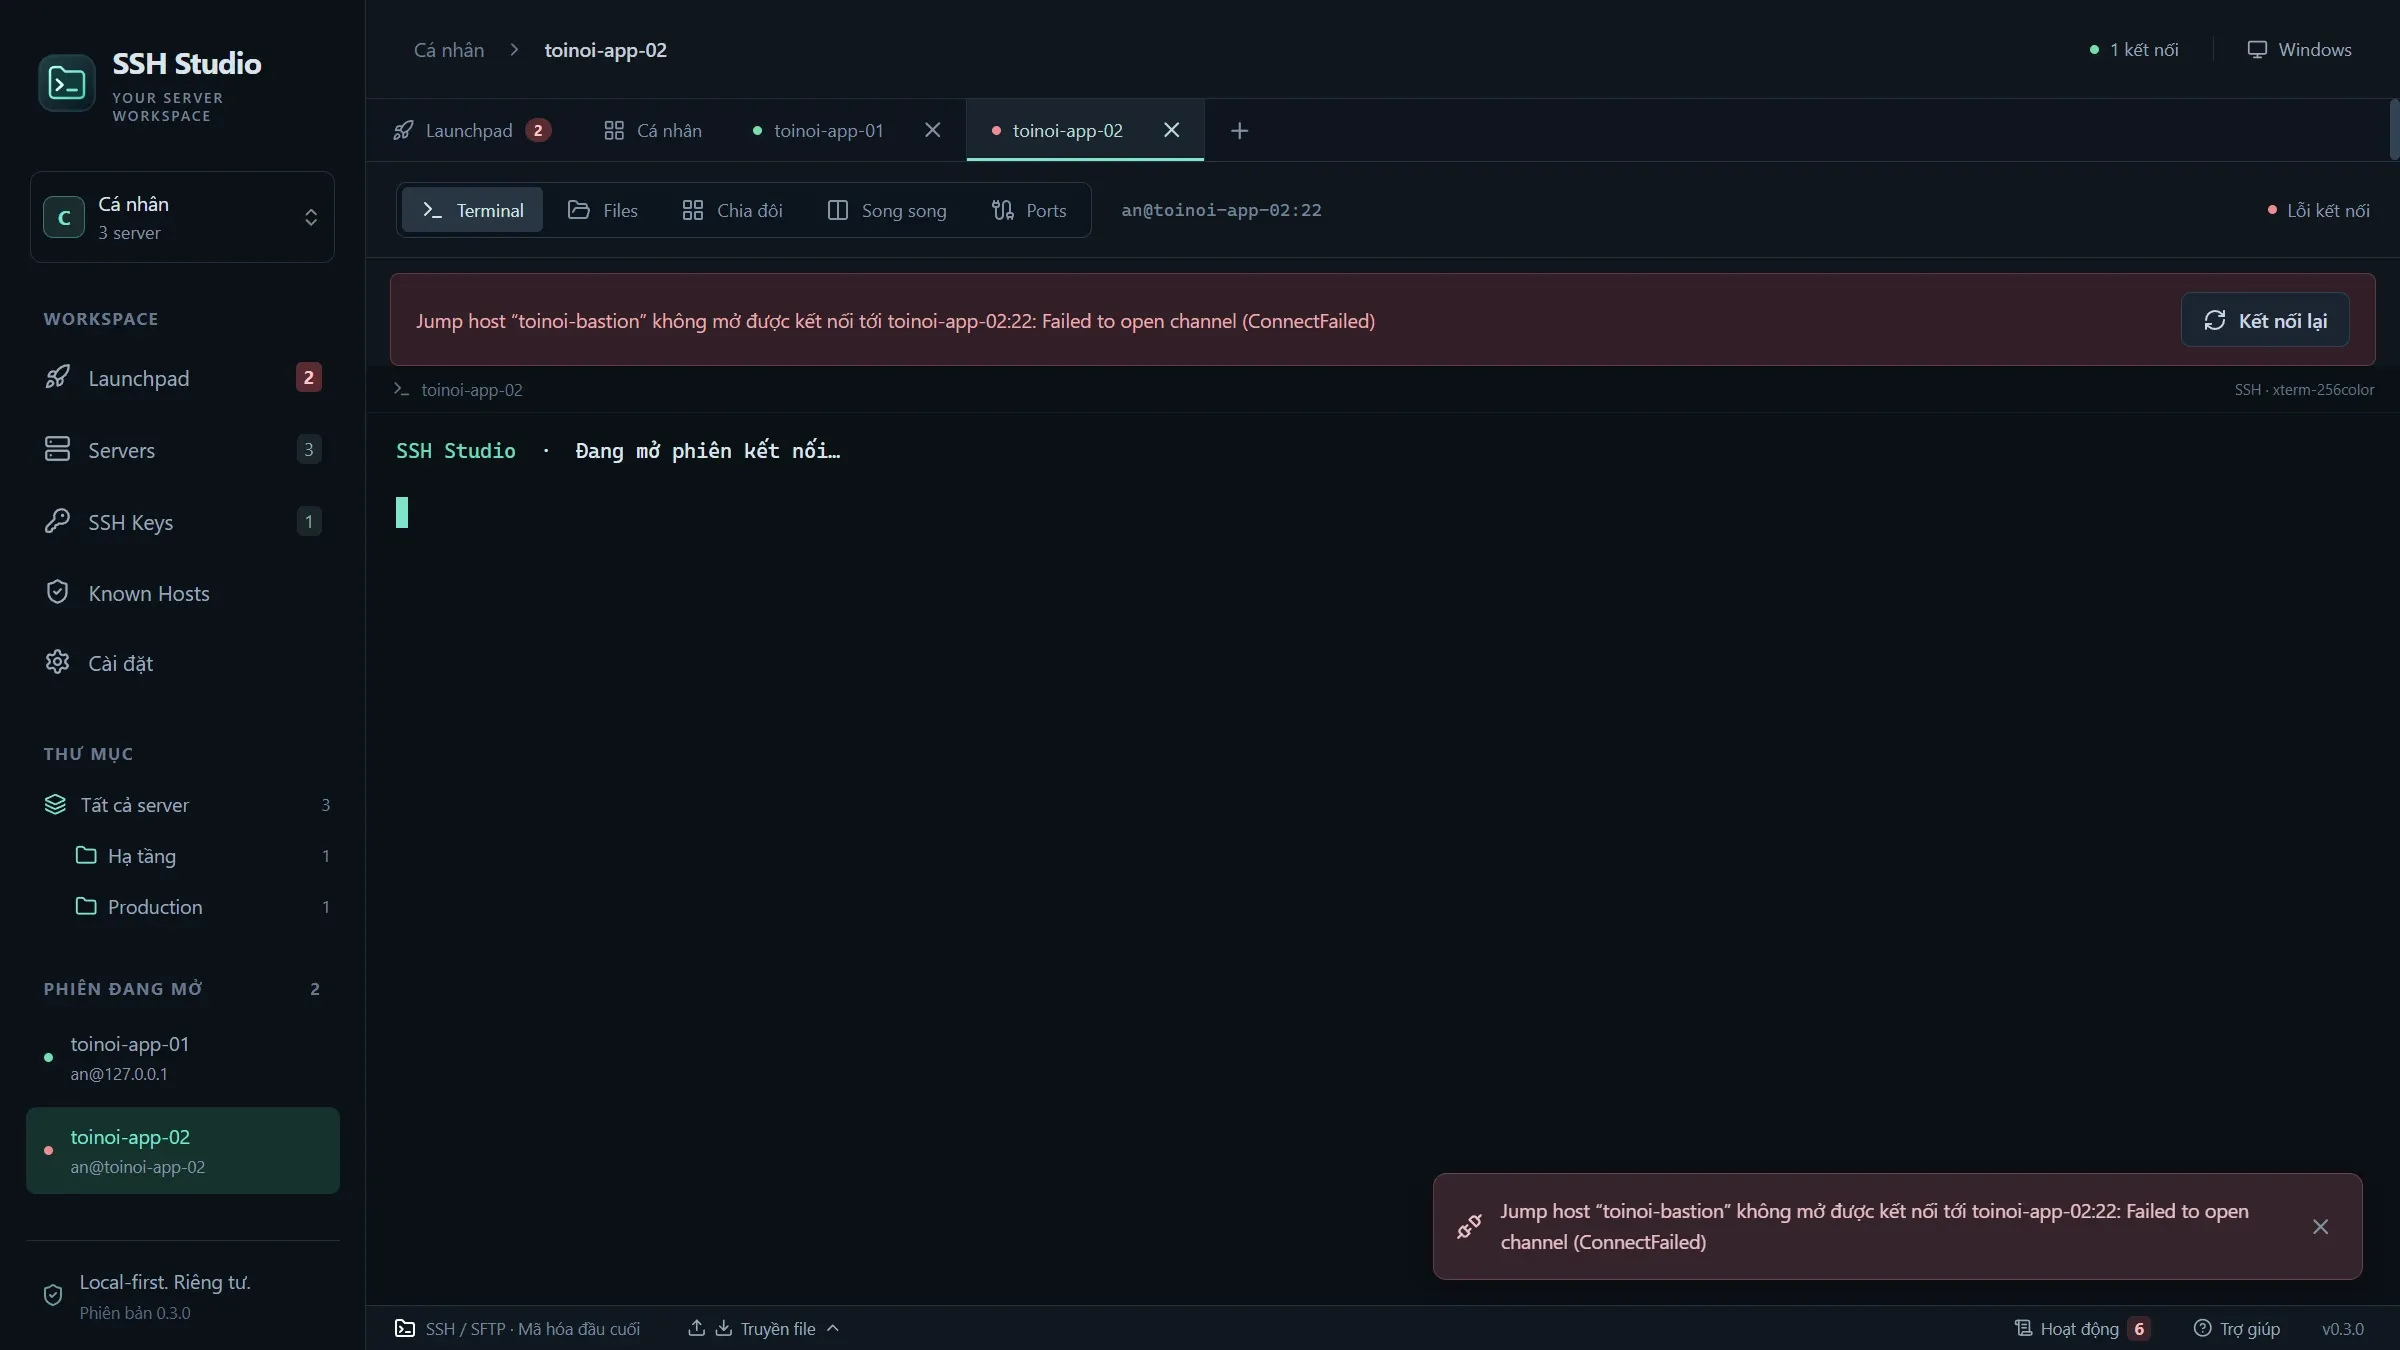 SSH Studio
YOUR SERVER
WORKSPACE
C
Cá nhân
3 server
WORKSPACE
Launchpad 2
Servers 3
SSH Keys 1
Known Hosts
Cài đặt
THƯ MỤC
Tất cả server 3
Hạ tầng 1
Production 1
PHIÊN ĐANG MỞ 2
toinoi-app-01
an@127.0.0.1
toinoi-app-02
an@toinoi-app-02
Local-first. Riêng tư.
Phiên bản 0.3.0
Cá nhân > toinoi-app-02
1 kết nối
Windows
Launchpad 2
Cá nhân
toinoi-app-01
toinoi-app-02
Terminal
Files
Chia đôi
Song song
Ports
an@toinoi-app-02:22
Lỗi kết nối
Jump host “toinoi-bastion” không mở được kết nối tới toinoi-app-02:22: Failed to open channel (ConnectFailed)
Kết nối lại
toinoi-app-02
SSH · xterm-256color
SSH Studio · Đang mở phiên kết nối…
Jump host “toinoi-bastion” không mở được kết nối tới toinoi-app-02:22: Failed to open
channel (ConnectFailed)
SSH / SFTP · Mã hóa đầu cuối
Truyền file
Hoạt động 6
Trợ giúp
v0.3.0